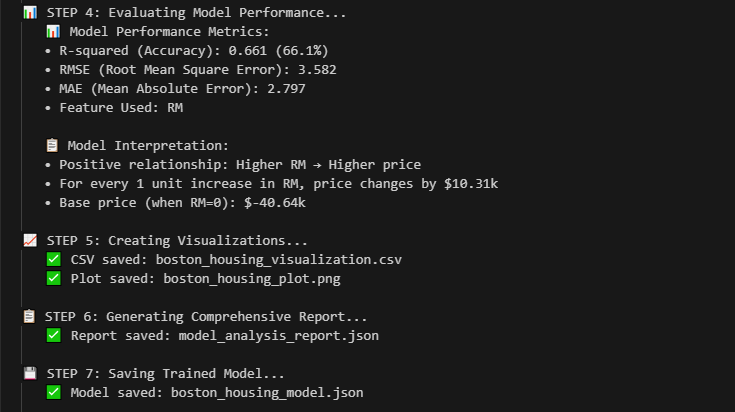 📊 STEP 4: Evaluating Model Performance...
📊 Model Performance Metrics:
• R-squared (Accuracy): 0.661 (66.1%)
• RMSE (Root Mean Square Error): 3.582
• MAE (Mean Absolute Error): 2.797
• Feature Used: RM
📋 Model Interpretation:
• Positive relationship: Higher RM → Higher price
• For every 1 unit increase in RM, price changes by $10.31k
• Base price (when RM=0): $-40.64k
📈 STEP 5: Creating Visualizations...
✅ CSV saved: boston_housing_visualization.csv
✅ Plot saved: boston_housing_plot.png
📋 STEP 6: Generating Comprehensive Report...
✅ Report saved: model_analysis_report.json
💾 STEP 7: Saving Trained Model...
✅ Model saved: boston_housing_model.json